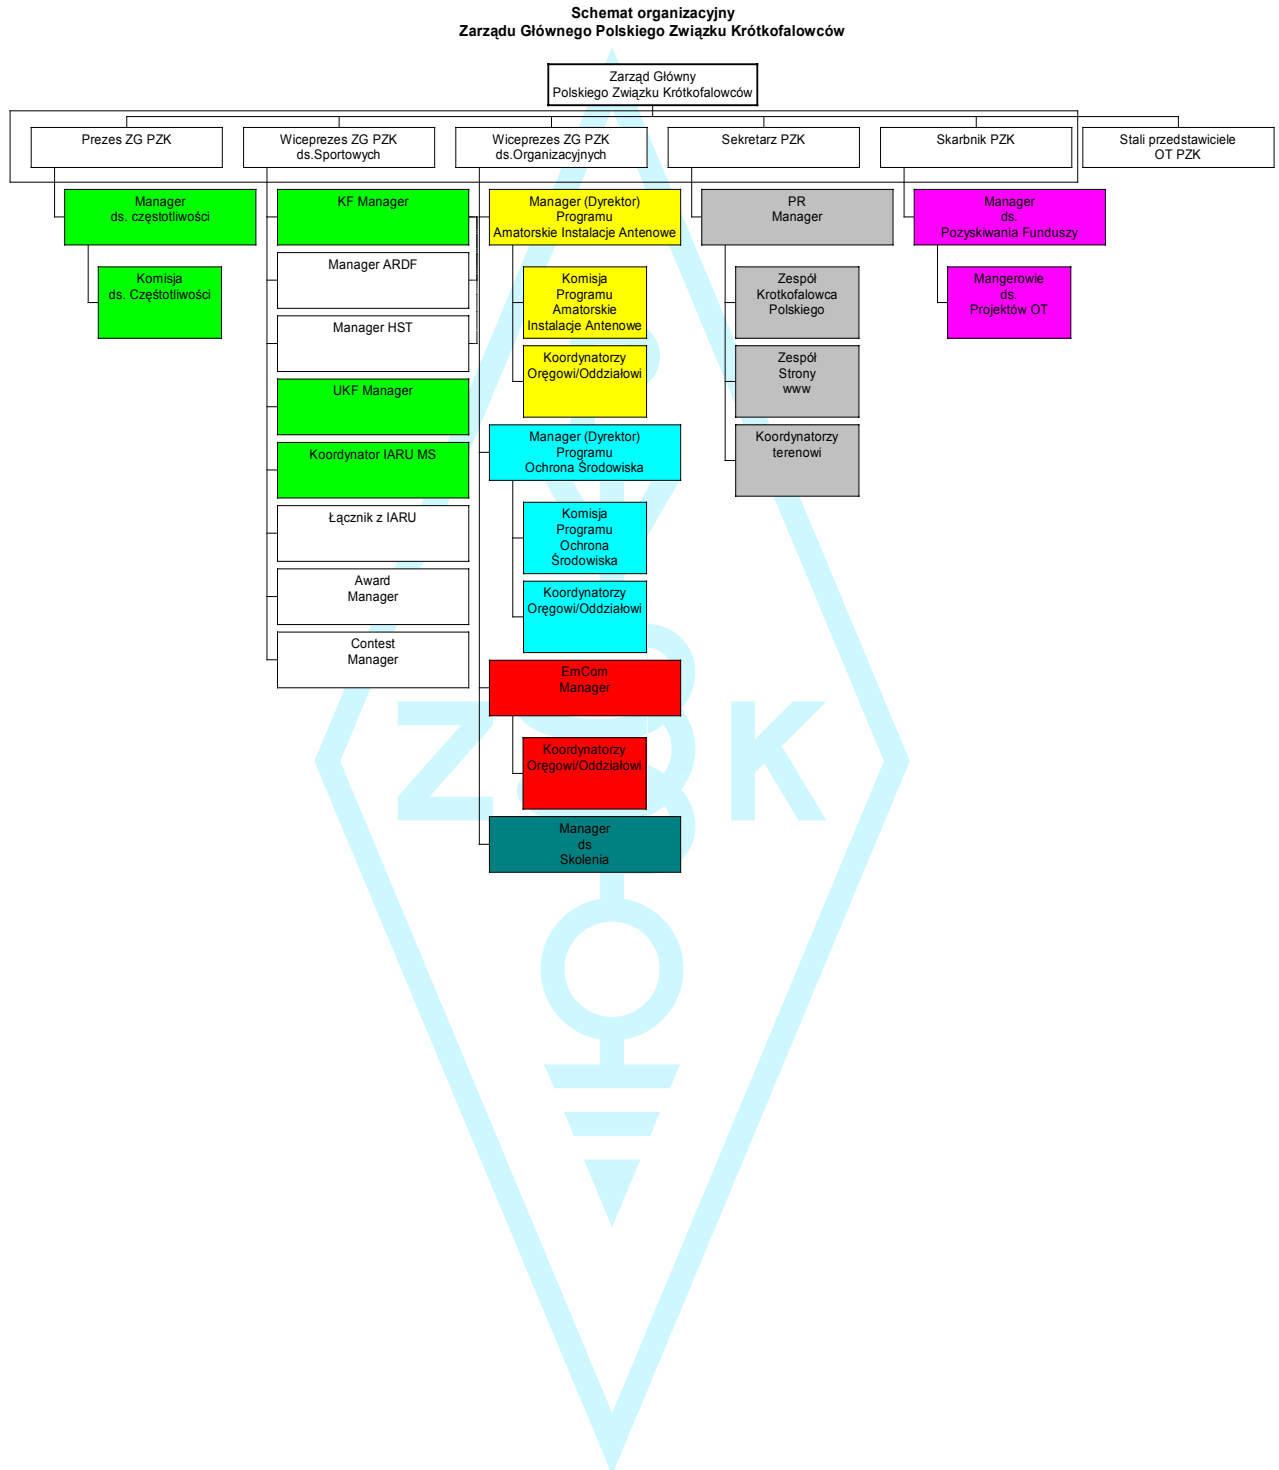 Schemat organizacyjny
Zarządu Głównego Polskiego Związku Krótkofalowców
Zarząd Główny
Polskiego Związku Krótkofalowców
Prezes ZG PZK
Wiceprezes ZG PZK
ds.Sportowych
Wiceprezes ZG PZK
ds.Organizacyjnych
Sekretarz PZK
Skarbnik PZK
Stali przedstawiciele
OT PZK
Manager
ds. częstotliwości
Komisja
ds. Częśtotliwości
KF Manager
Manager ARDF
Manager HST
UKF Manager
Koordynator IARU MS
Łącznik z IARU
Award
Manager
Contest
Manager
Manager (Dyrektor)
Programu
Amatorskie Instalacje Antenowe
Komisja
Programu
Amatorskie
Instalacje Antenowe
Koordynatorzy
Oręgowi/Oddziałowi
Manager (Dyrektor)
Programu
Ochrona Środowiska
Komisja
Programu
Ochrona
Środowiska
Koordynatorzy
Oręgowi/Oddziałowi
EmCom
Manager
Koordynatorzy
Oręgowi/Oddziałowi
Manager
ds
Skolenia
PR
Manager
Zespół
Krotkofalowca
Polskiego
Zespół
Strony
www
Koordynatorzy
terenowi
Manager
ds.
Pozyskiwania Funduszy
Mangerowie
ds.
Projektów OT
Z K